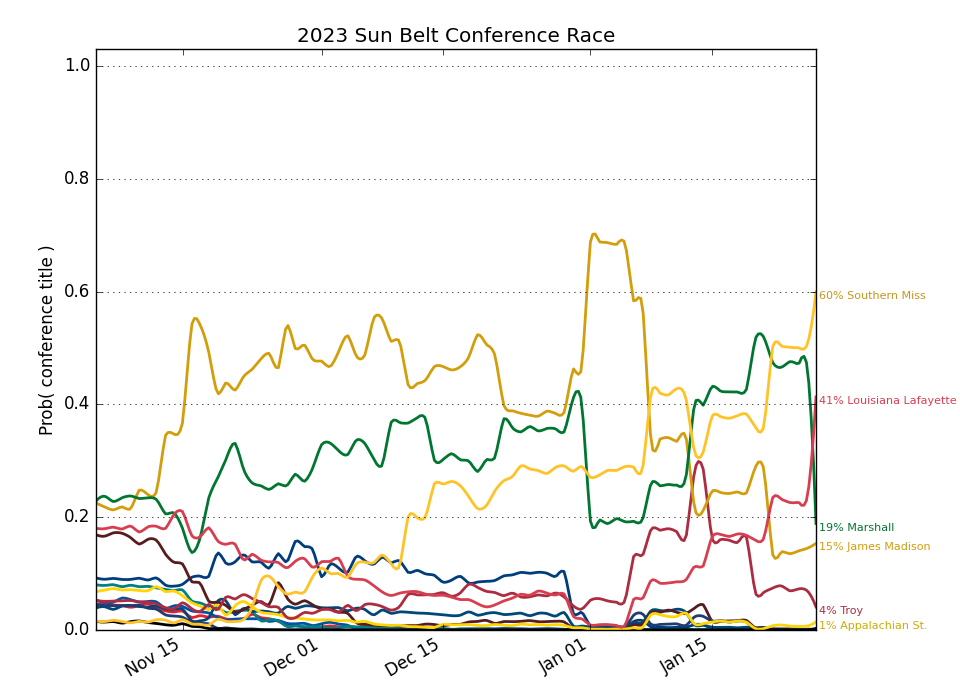 2023 Sun Belt Conference Race
Prob( conference title )
1.0
0.8
0.6
0.4
0.2
0.0
60% Southern Miss
41% Louisiana Lafayette
19% Marshall
15% James Madison
4% Troy
1% Appalachian St.
Nov 15
Dec 01
Dec 15
Jan 01
Jan 15